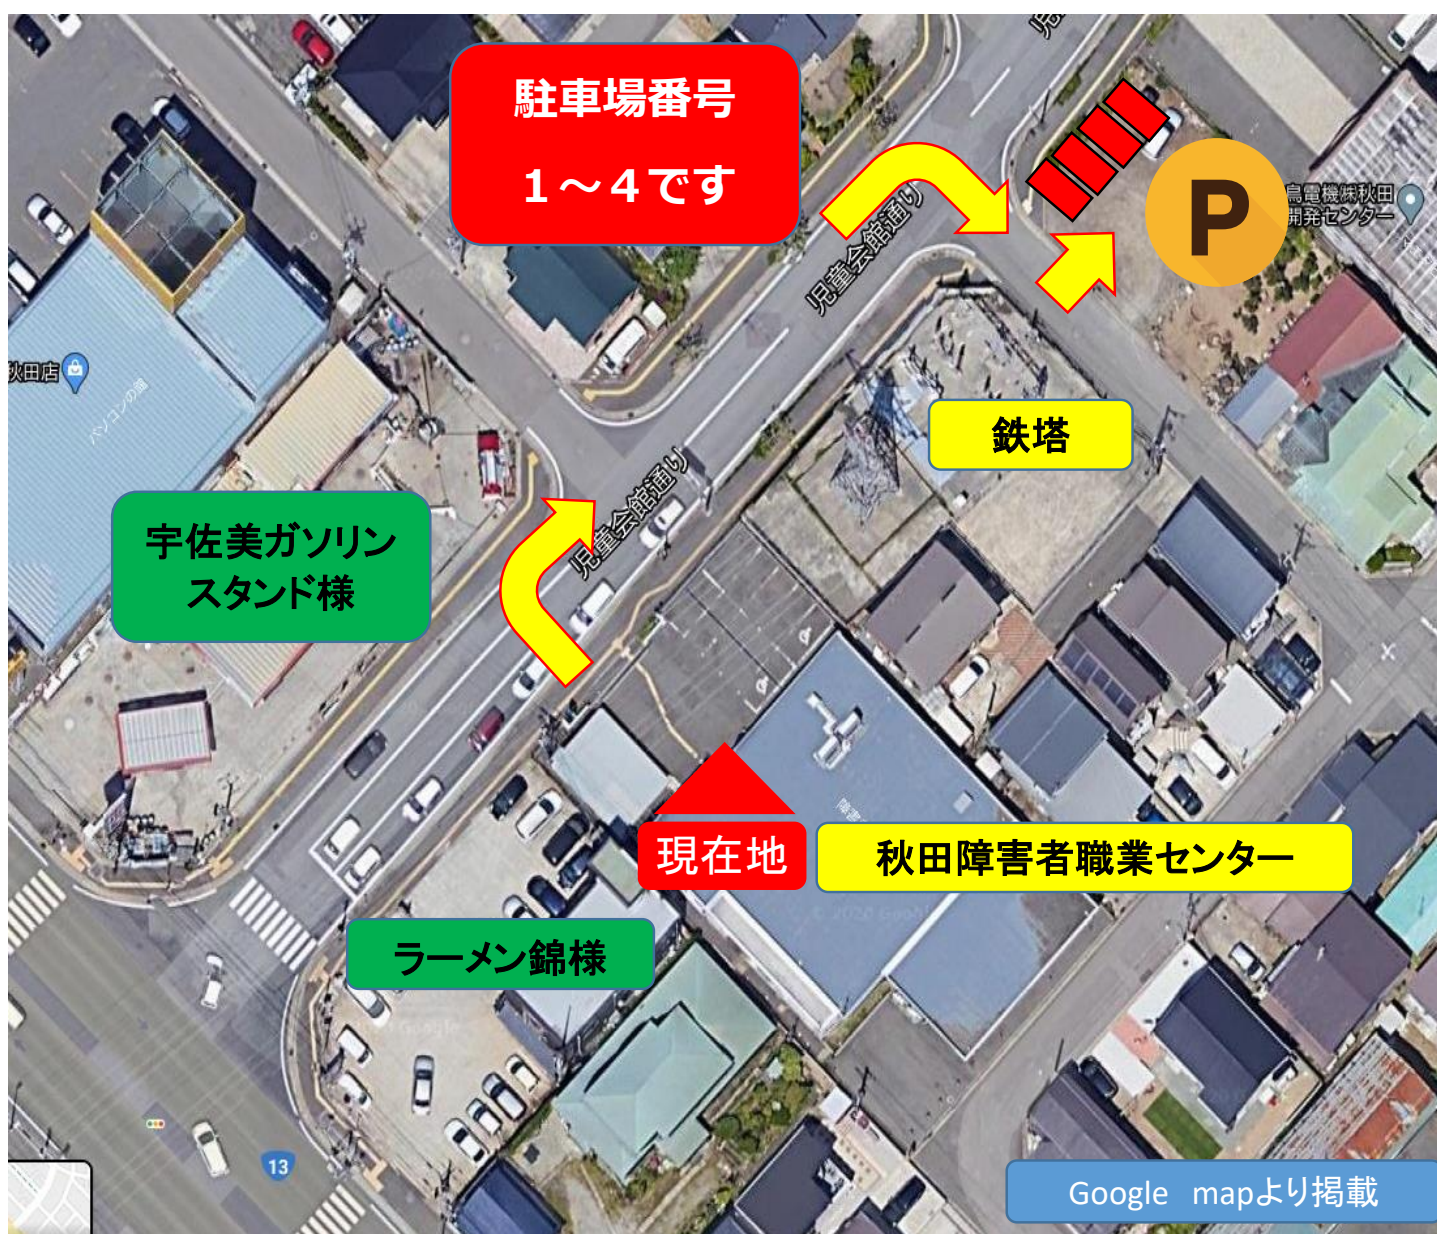 駐車場番号
1～4です
児童会館通り
P
鳥電機㈱秋田
開発センター
秋田店
パソコンの館
鉄塔
児童会館通り
宇佐美ガソリン
スタンド様
現在地
秋田障害者職業センター
ラーメン錦様
13
Google mapより掲載